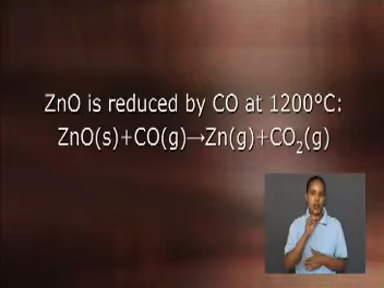 ZnO is reduced by CO at 1200°C:
ZnO(s)+CO(g)→Zn(g)+CO₂(g)